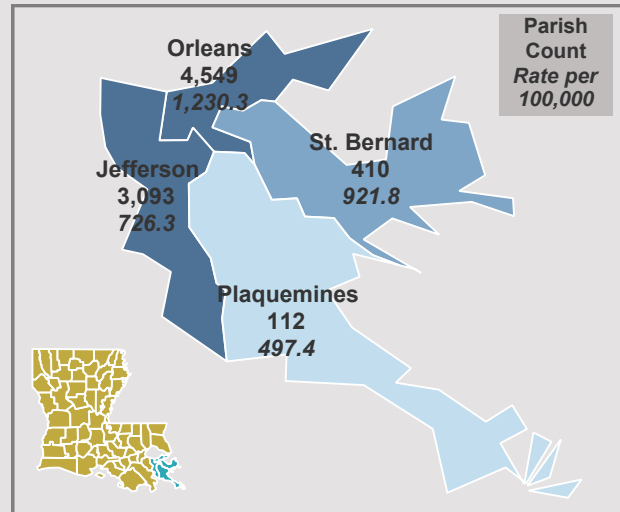 Parish
Count
Rate per
100,000
Orleans
4,549
1,230.3
St. Bernard
410
921.8
Jefferson
3,093
726.3
Plaquemines
112
497.4